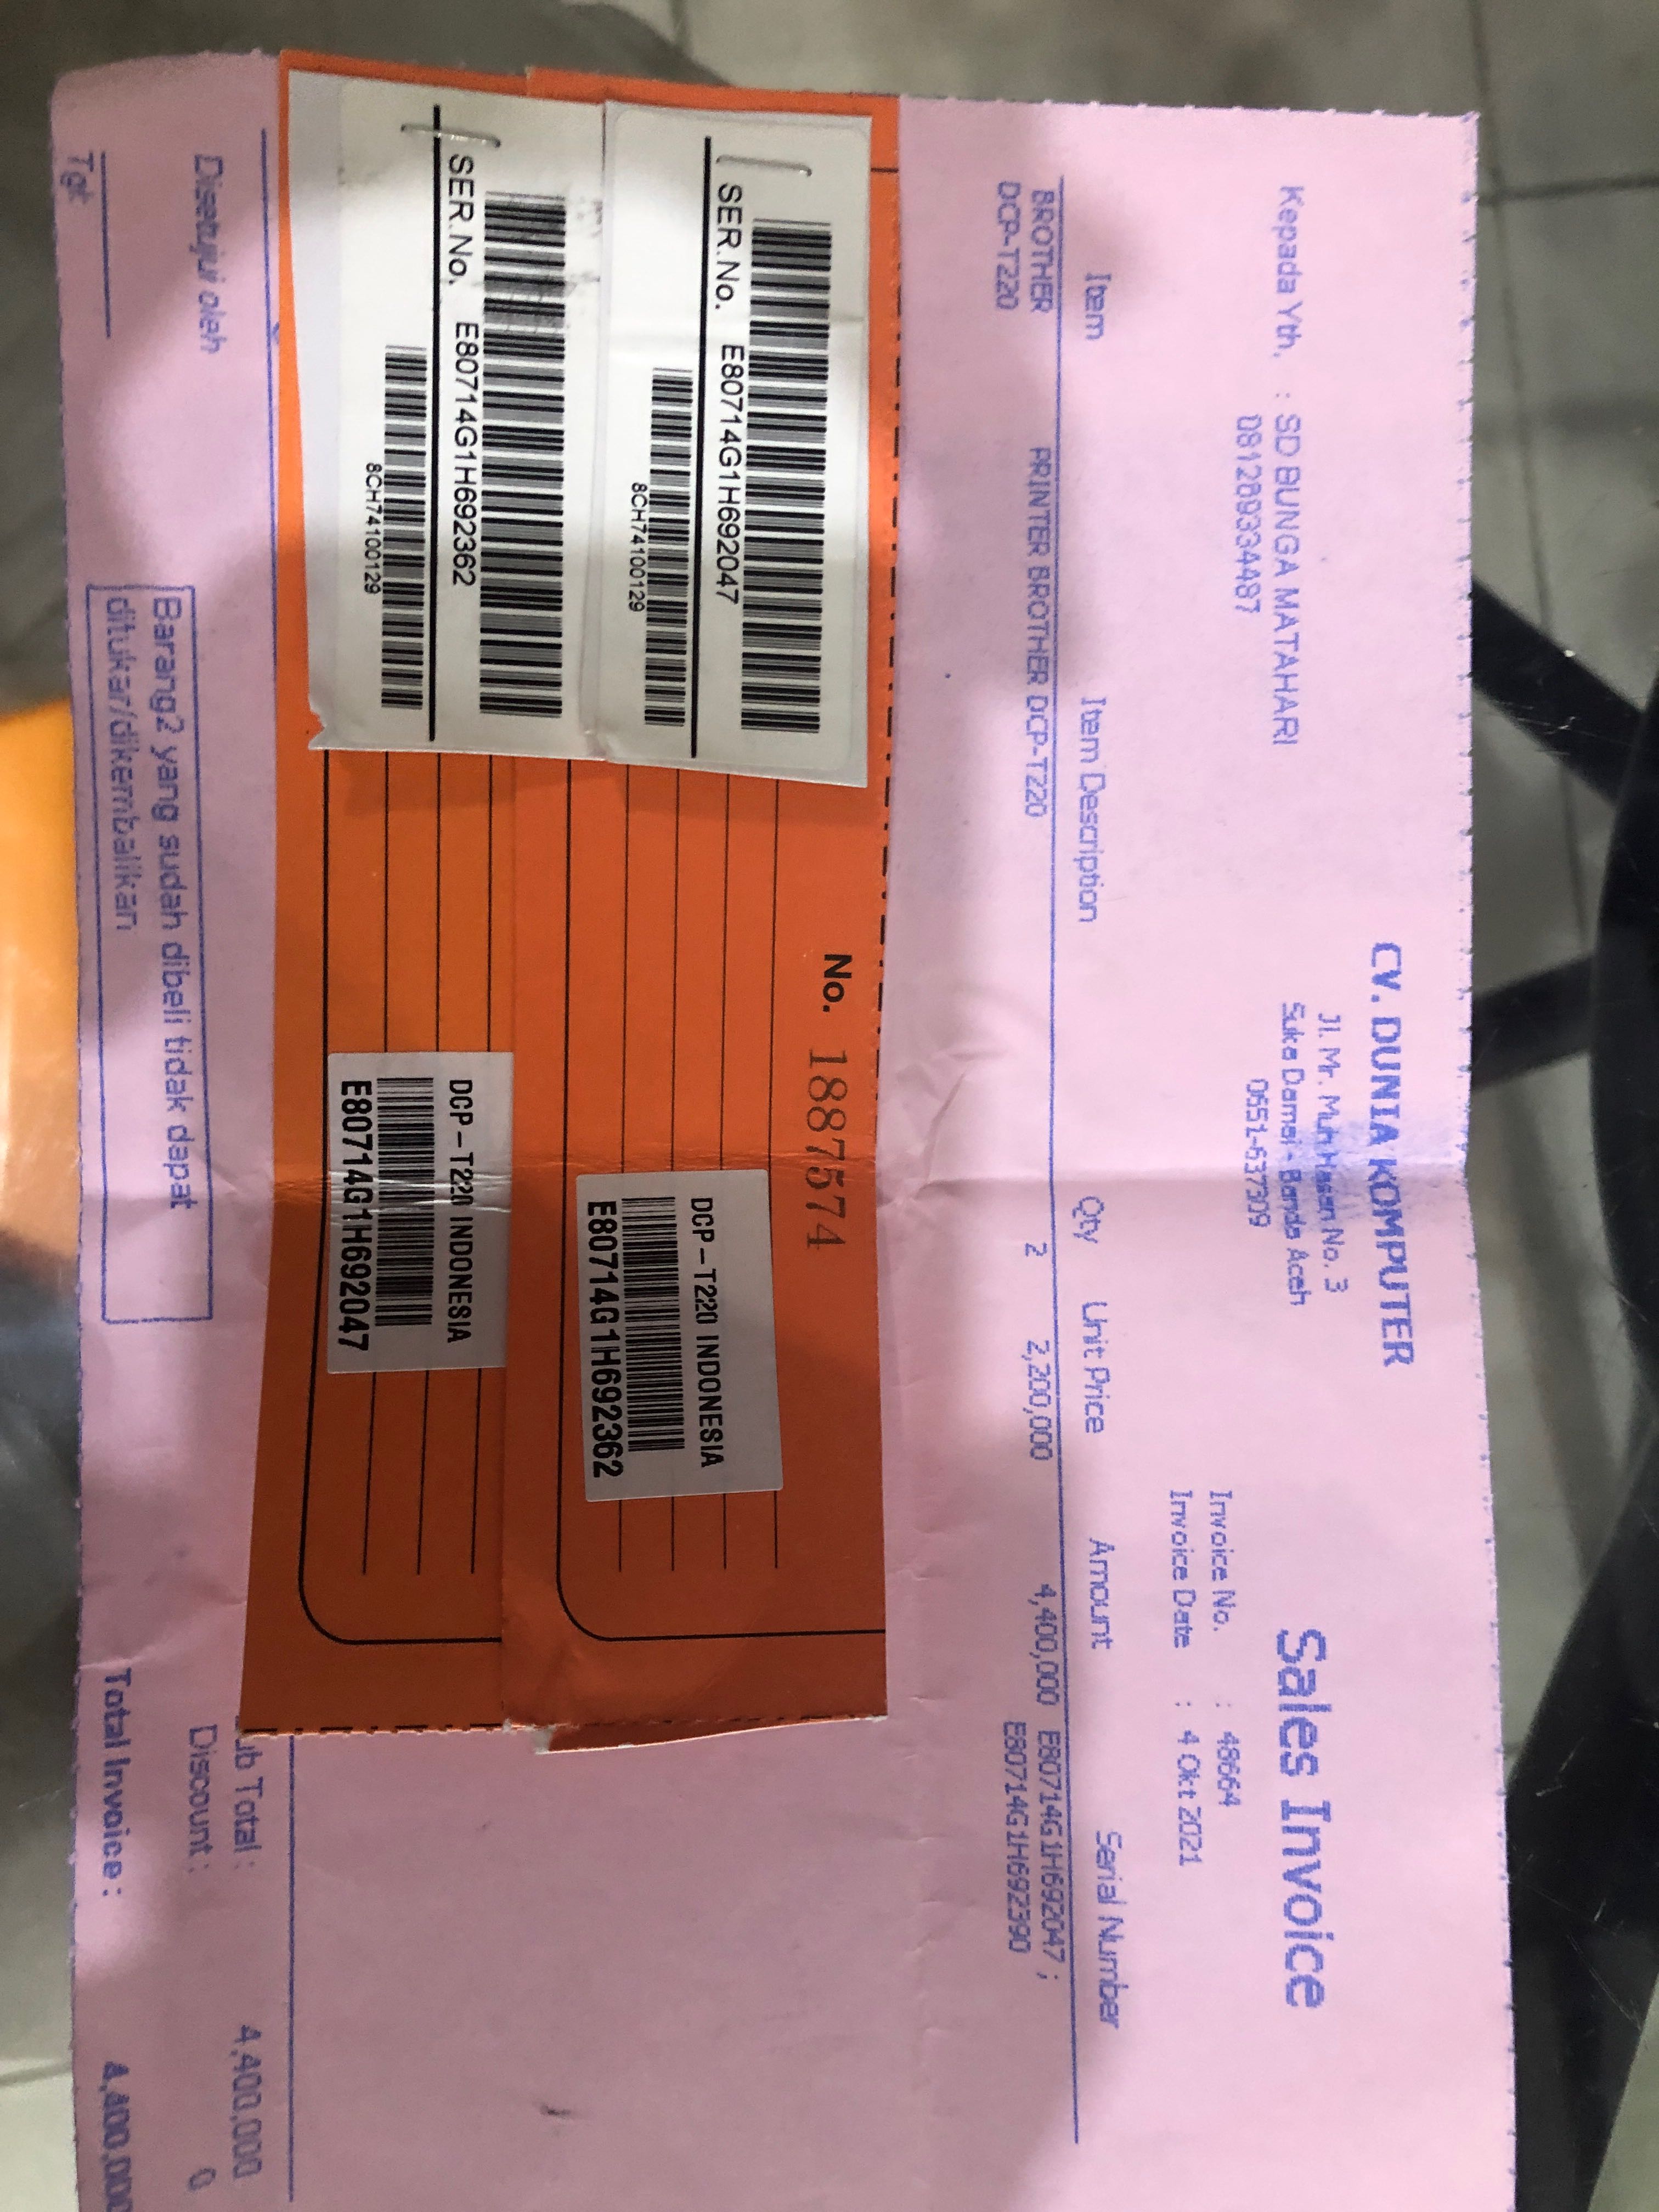 CV. DUNIA KOMPUTER
Jl. Mr. Muh Hasan No. 3
Suka Damai - Banda Aceh
0651-637309
Sales Invoice
Kepada Yth, : SD BUNGA MATAHARI
081289334487
Invoice No. : 48664
Invoice Date : 4 Okt 2021
Item Item Description Qty Unit Price Amount Serial Number
BROTHER PRINTER BROTHER DCP-T220 2 2,200,000 4,400,000 E80714G1H692047 ;
DCP-T220 E80714G1H692390
No. 1887574
SER.No. E80714G1H692047
8CH74100129
DCP-T220 INDONESIA
E80714G1H692362
SER.No. E80714G1H692362
8CH74100129
DCP-T220 INDONESIA
E80714G1H692047
ub Total : 4,400,000
Disetujui oleh
Discount : 0
Barang2 yang sudah dibeli tidak dapat
ditukar/dikembalikan
Total Invoice : 4,400,000
Tgl: